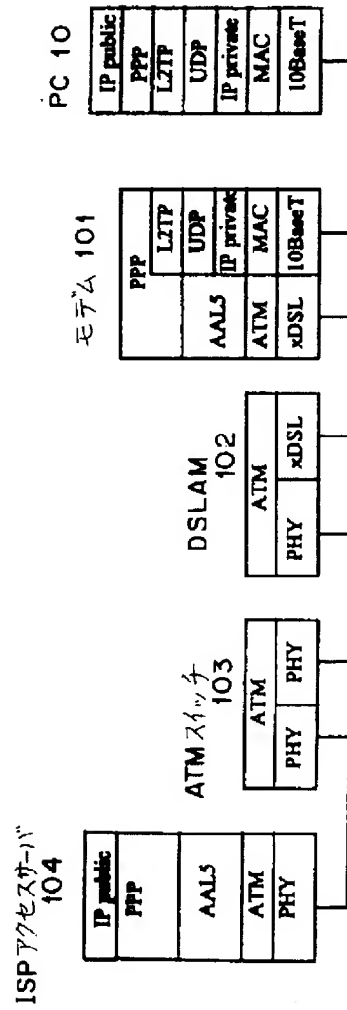 ISPアクセスサーバ
104
IP public
PPP
AAL5
ATM
PHY
ATMスイッチ
103
ATM
PHY
PHY
DSLAM
102
ATM
PHY
xDSL
モデム 101
PPP
L2TP
AAL5
UDP
IP private
ATM
MAC
xDSL
10BaseT
PC 10
IP public
PPP
L2TP
UDP
IP private
MAC
10BaseT